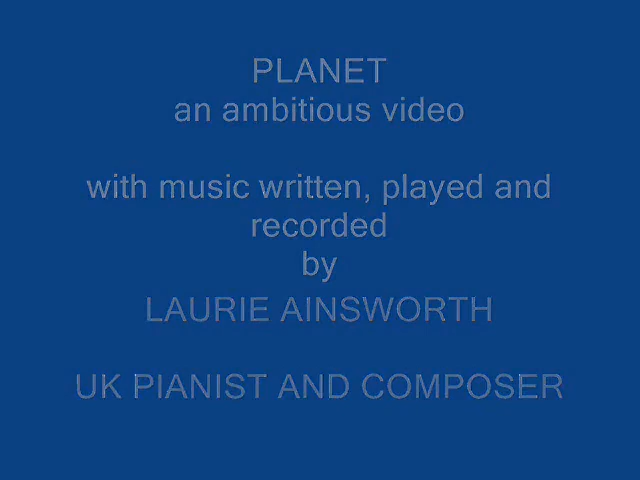 PLANET
an ambitious video
with music written, played and
recorded
by
LAURIE AINSWORTH
UK PIANIST AND COMPOSER